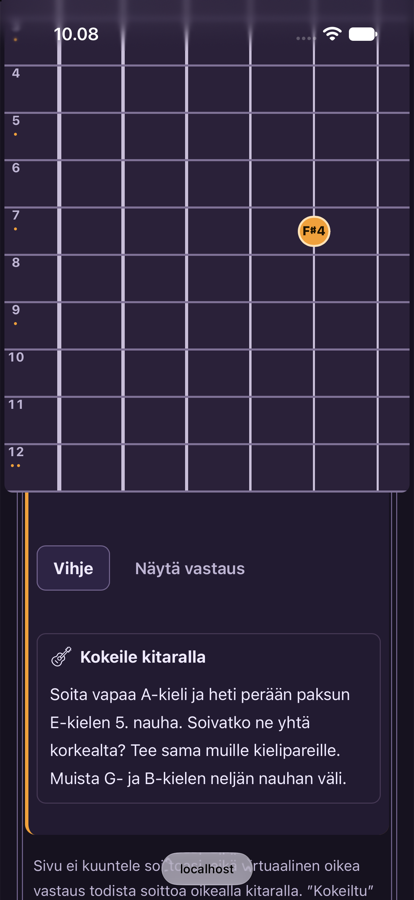 10.08
4
5
6
7
F#4
8
9
10
11
12
Vihje
Näytä vastaus
Kokeile kitaralla
Soita vapaa A-kieli ja heti perään paksun
E-kielen 5. nauha. Soivatko ne yhtä
korkealta? Tee sama muille kielipareille.
Muista G- ja B-kielen neljän nauhan väli.
Sivu ei kuuntele virtuaalinen oikea
localhost
vastaus todista soittoa oikealla kitaralla. "Kokeiltu"